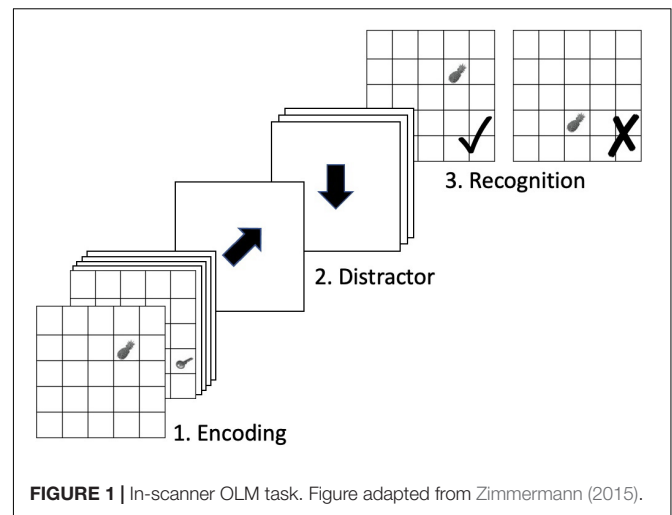 3. Recognition
2. Distractor
1. Encoding
FIGURE 1 | In-scanner OLM task. Figure adapted from Zimmermann (2015).